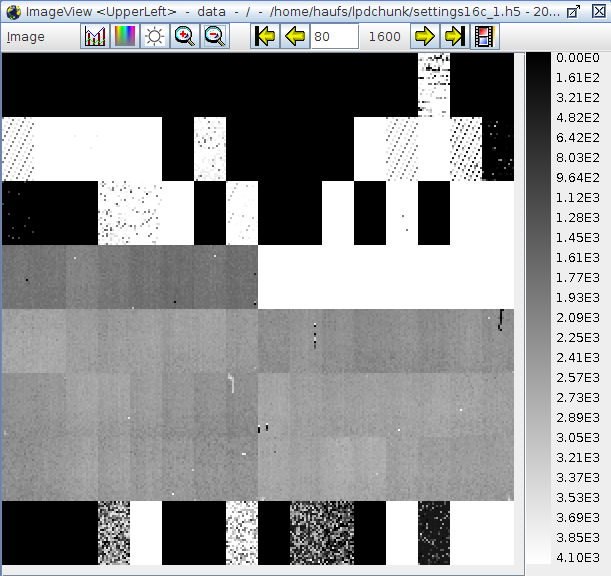 ImageView <UpperLeft> - data - / - /home/haufs/lpdchunk/settings16c_1.h5 - 20...
Image 80 1600
0.00E0
1.61E2
3.21E2
4.82E2
6.42E2
8.03E2
9.64E2
1.12E3
1.28E3
1.45E3
1.61E3
1.77E3
1.93E3
2.09E3
2.25E3
2.41E3
2.57E3
2.73E3
2.89E3
3.05E3
3.21E3
3.37E3
3.53E3
3.69E3
3.85E3
4.10E3